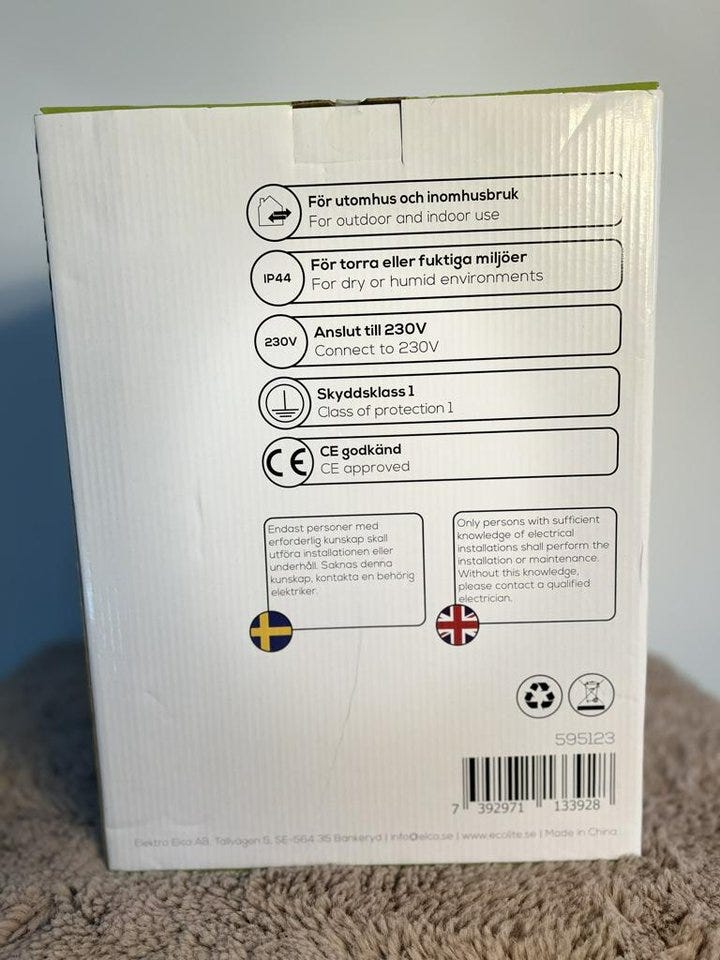 För utomhus och inomhusbruk
For outdoor and indoor use
IP44
För torra eller fuktiga miljöer
For dry or humid environments
230V
Anslut till 230V
Connect to 230V
Skyddsklass 1
Class of protection 1
CE
CE godkänd
CE approved
Endast personer med
erforderlig kunskap skall
utföra installationen eller
underhåll. Saknas denna
kunskap, kontakta en behörig
elektriker.
Only persons with sufficient
knowledge of electrical
installations shall perform the
installation or maintenance.
Without this knowledge,
please contact a qualified
electrician.
595123
7 392971 133928
Elektro Elco AB, Tallvägen 5, SE-564 35 Bankeryd | info@elco.se | www.ecolite.se | Made in China